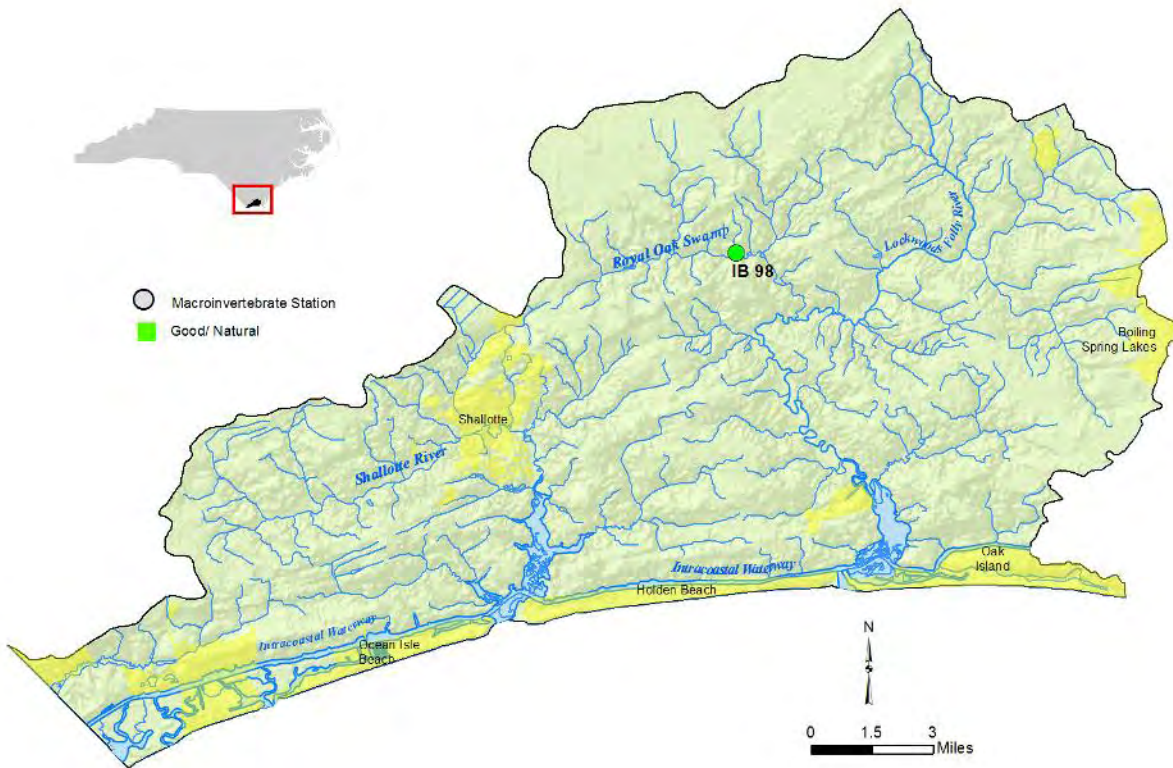 Royal Oak Swamp
Lockwoods Folly River
IB 98
Macroinvertebrate Station
Good/ Natural
Boiling
Spring Lakes
Shallotte
Shallotte River
Intracoastal Waterway
Oak
Island
Holden Beach
Intracoastal Waterway
Ocean Isle
Beach
N
0 1.5 3
Miles